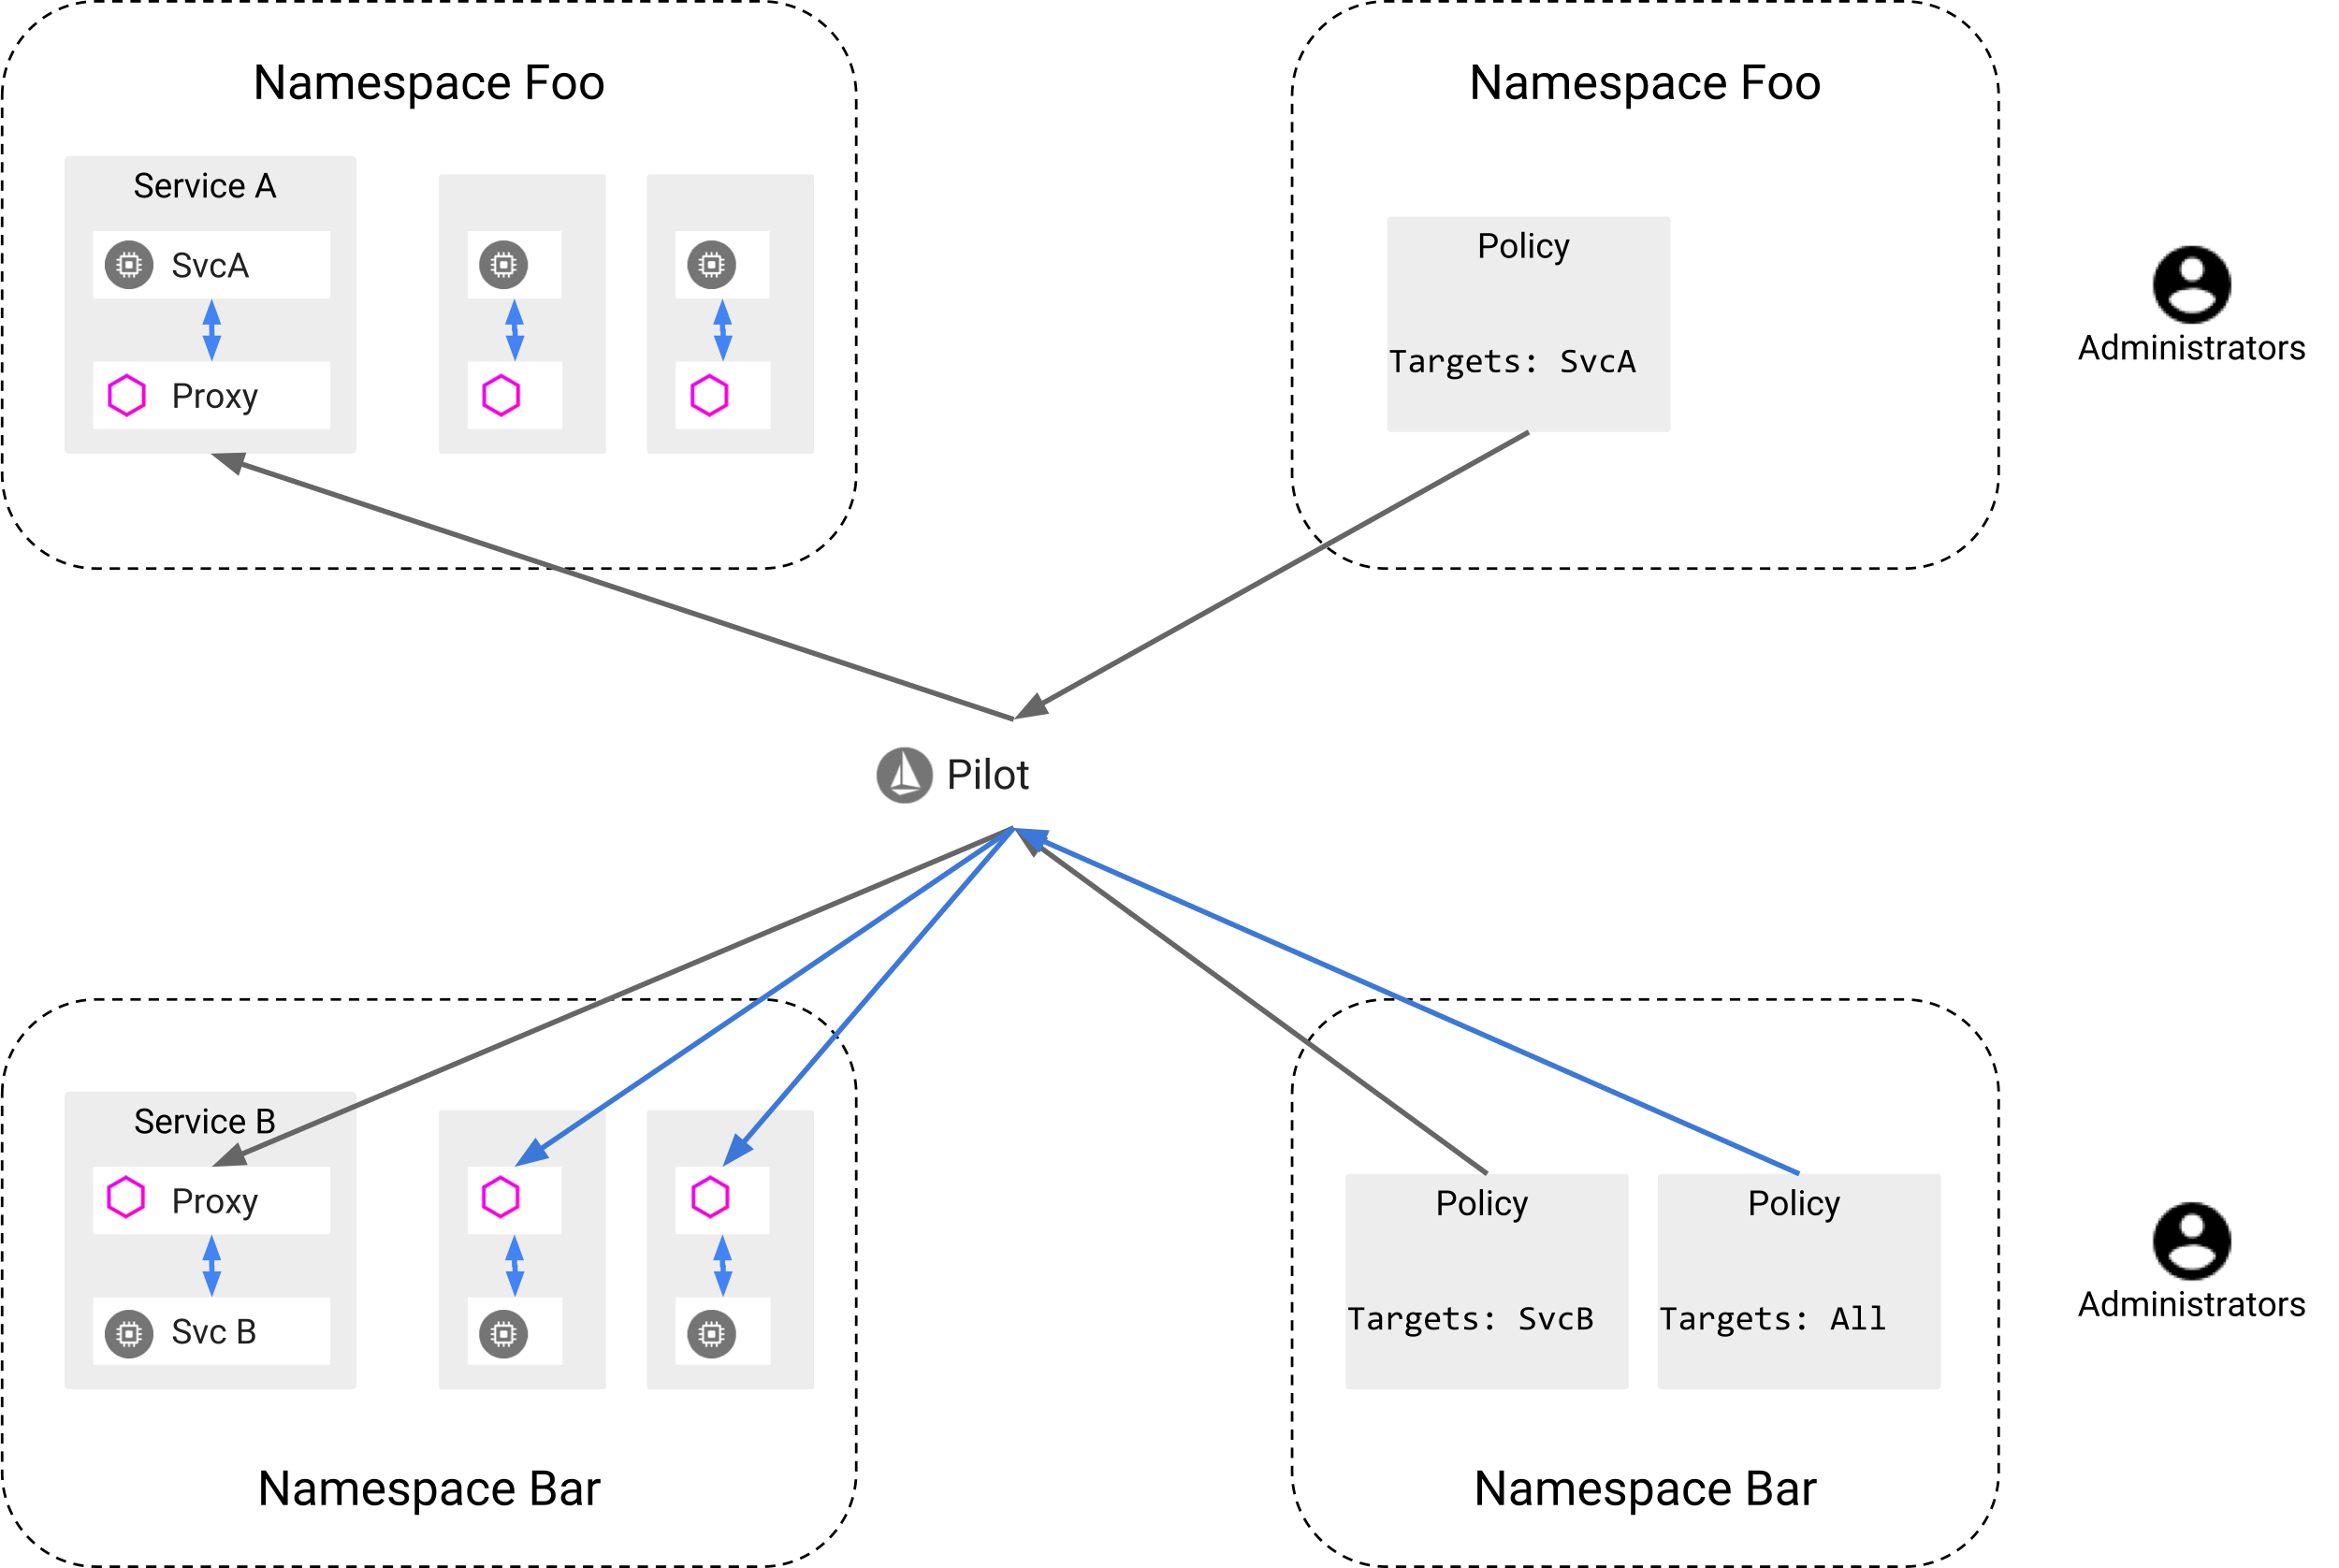 Namespace Foo
Service A
SvcA
Proxy
Namespace Foo
Policy
Targets: SvcA
Administrators
Pilot
Service B
Proxy
Svc B
Namespace Bar
Policy
Targets: SvcB
Policy
Targets: All
Namespace Bar
Administrators